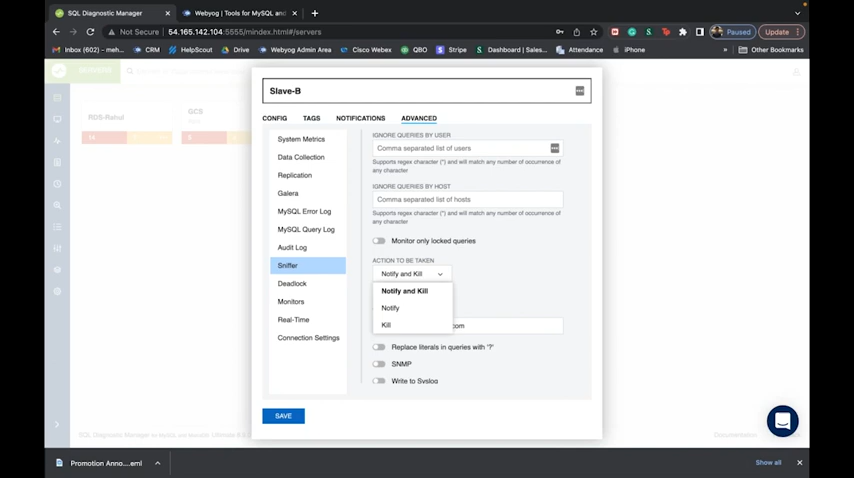 SQL Diagnostic Manager
Webyog | Tools for MySQL and
Not Secure | 54.165.142.104:5555/mindex.html#/servers
Paused
Update
Inbox (602) - meh...
CRM
HelpScout
Drive
Webyog Admin Area
Cisco Webex
QBO
Stripe
Dashboard | Sales...
Attendance
iPhone
»
Other Bookmarks
SERVERS
RDS-Rahul
GCS
14
5
Slave-B
CONFIG
TAGS
NOTIFICATIONS
ADVANCED
System Metrics
Data Collection
Replication
Galera
MySQL Error Log
MySQL Query Log
Audit Log
Sniffer
Deadlock
Monitors
Real-Time
Connection Settings
IGNORE QUERIES BY USER
Comma separated list of users
Supports regex character (*) and will match any number of occurrence of
any character
IGNORE QUERIES BY HOST
Comma separated list of hosts
Supports regex character (*) and will match any number of occurrence of
any character
Monitor only locked queries
ACTION TO BE TAKEN
Notify and Kill
Notify and Kill
Notify
Kill
com
Replace literals in queries with '?'
SNMP
Write to Syslog
SAVE
Documentation
Promotion Anno....eml
Show all